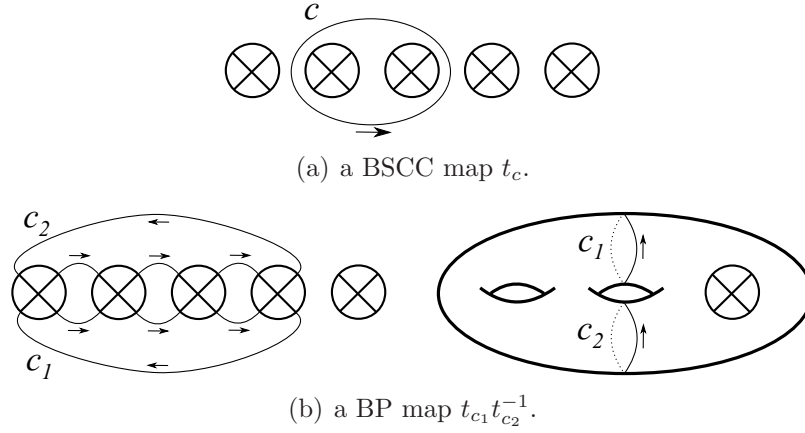 c
(a) a BSCC map t_c.
c_2
c_1
c_1
c_2
(b) a BP map t_{c_1} t_{c_2}^{-1}.